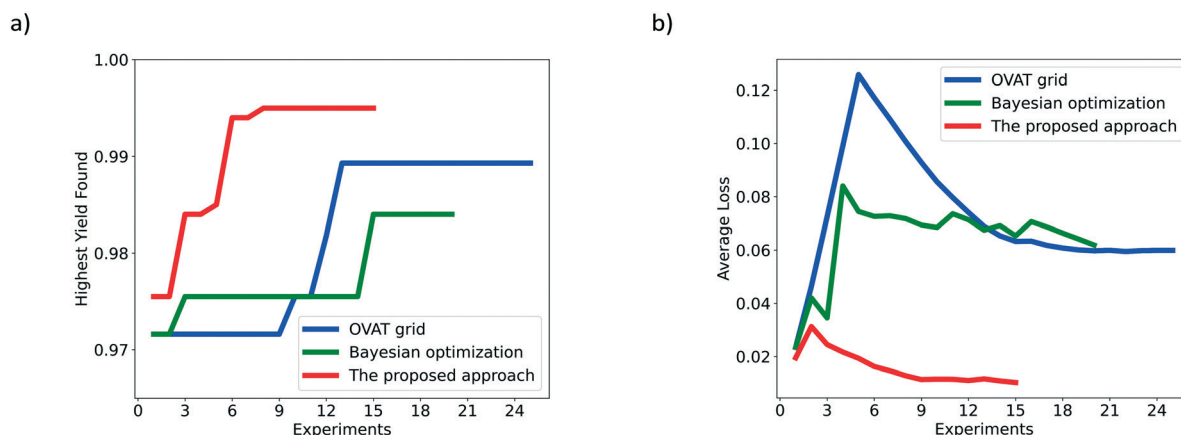 a)
Highest Yield Found
1.00
0.99
0.98
0.97
0 3 6 9 12 15 18 21 24
Experiments
OVAT grid
Bayesian optimization
The proposed approach
b)
Average Loss
0.12
0.10
0.08
0.06
0.04
0.02
0 3 6 9 12 15 18 21 24
Experiments
OVAT grid
Bayesian optimization
The proposed approach